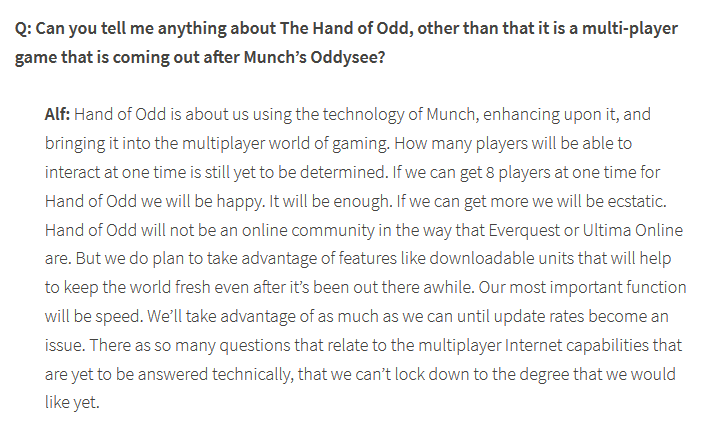 Q: Can you tell me anything about The Hand of Odd, other than that it is a multi-player
game that is coming out after Munch’s Oddysee?
Alf: Hand of Odd is about us using the technology of Munch, enhancing upon it, and
bringing it into the multiplayer world of gaming. How many players will be able to
interact at one time is still yet to be determined. If we can get 8 players at one time for
Hand of Odd we will be happy. It will be enough. If we can get more we will be ecstatic.
Hand of Odd will not be an online community in the way that Everquest or Ultima Online
are. But we do plan to take advantage of features like downloadable units that will help
to keep the world fresh even after it’s been out there awhile. Our most important function
will be speed. We’ll take advantage of as much as we can until update rates become an
issue. There as so many questions that relate to the multiplayer Internet capabilities that
are yet to be answered technically, that we can’t lock down to the degree that we would
like yet.